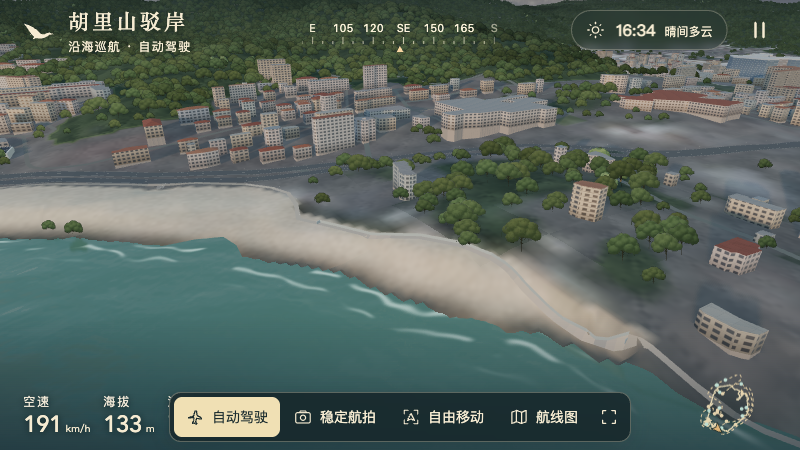 胡里山驳岸
沿海巡航 · 自动驾驶
E 105 120 SE 150 165 S
16:34 晴间多云
空速
191 km/h
海拔
133 m
自动驾驶
稳定航拍
自由移动
航线图